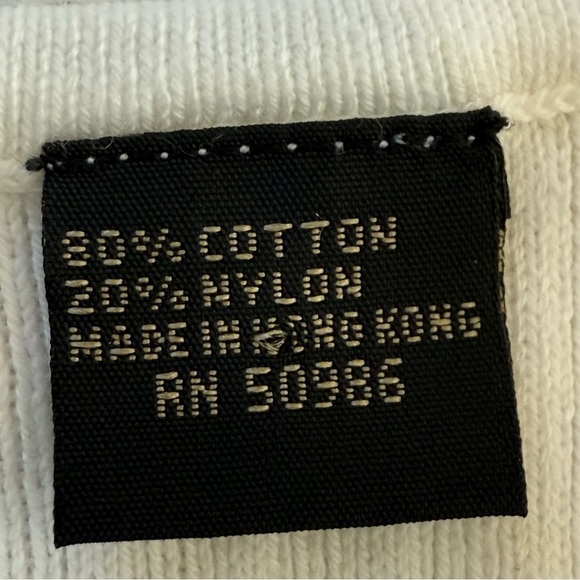 80% COTTON
20% NYLON
MADE IN HONG KONG
RN 50986